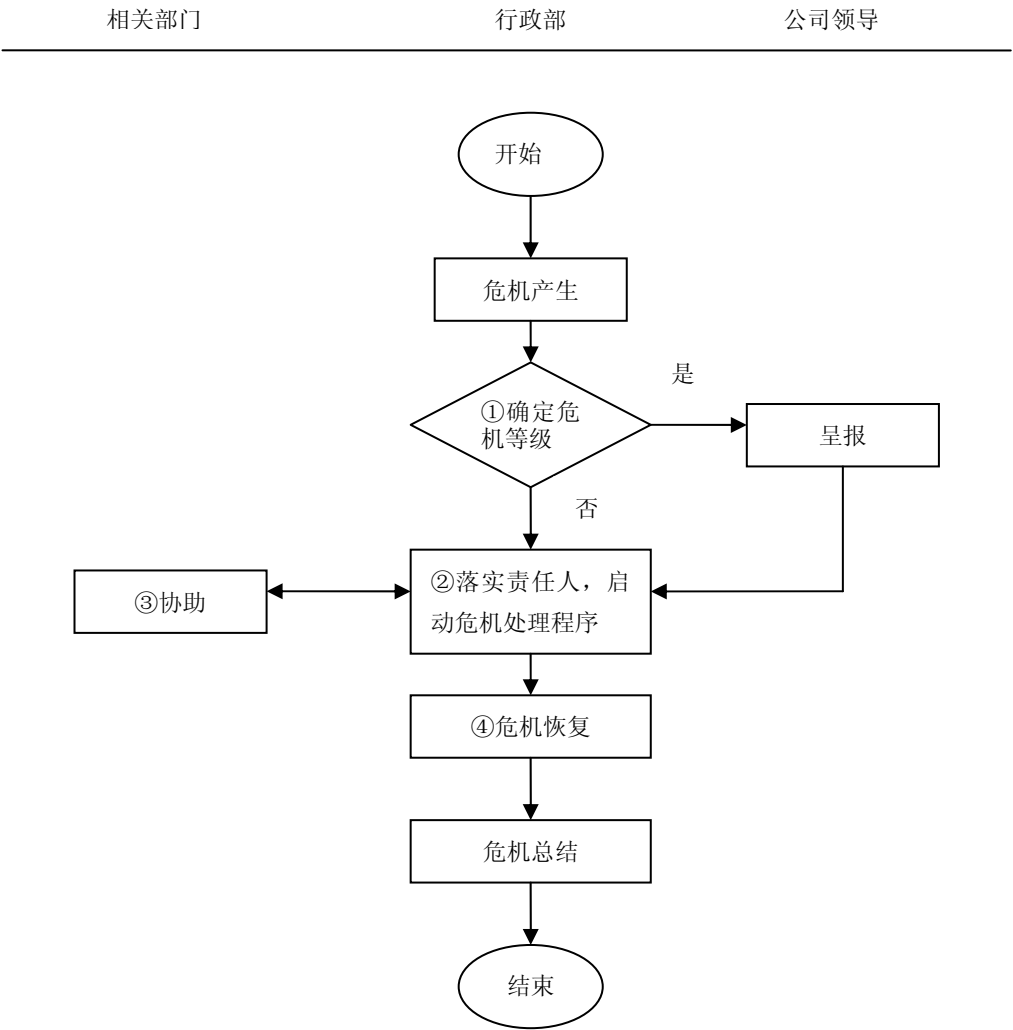 相关部门 行政部 公司领导
开始
危机产生
是
①确定危
机等级
呈报
否
②落实责任人，启
动危机处理程序
③协助
④危机恢复
危机总结
结束